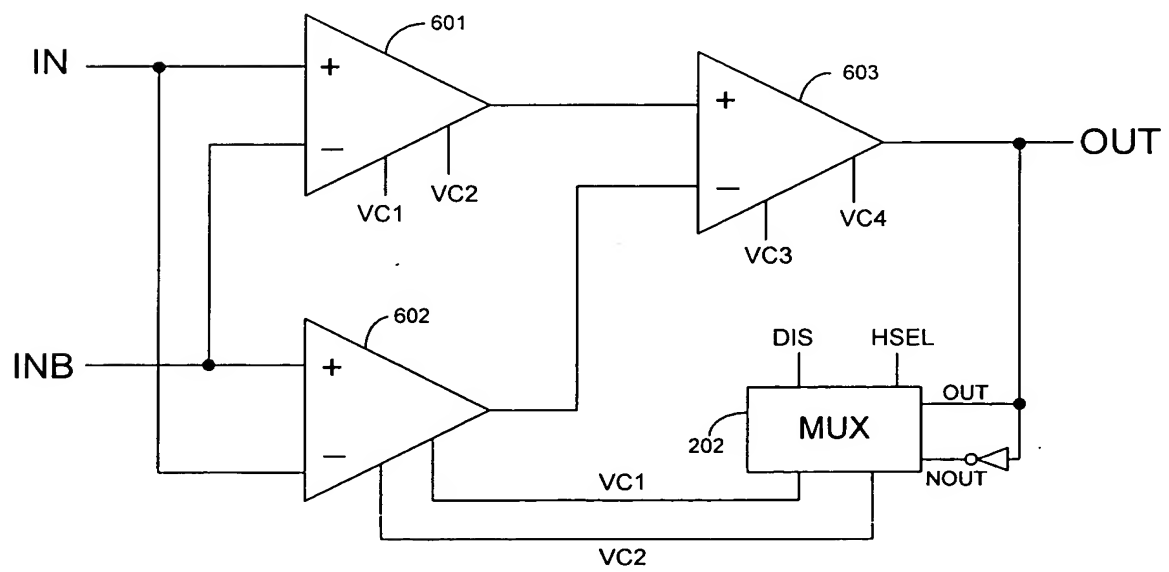 601
IN
+
603
+
−
OUT
VC2
VC1
−
VC4
VC3
602
DIS
HSEL
INB
+
OUT
MUX
202
−
VC1
NOUT
VC2